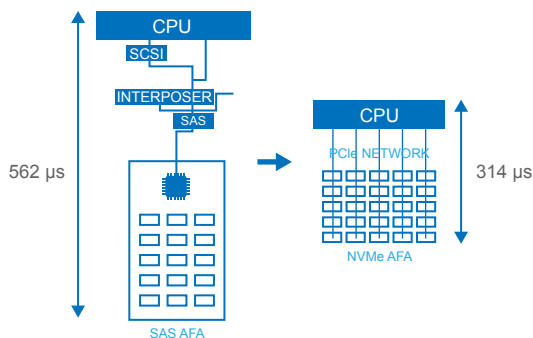 CPU
SCSI
INTERPOSER
SAS
562 μs
SAS AFA
CPU
PCIe NETWORK
314 μs
NVMe AFA